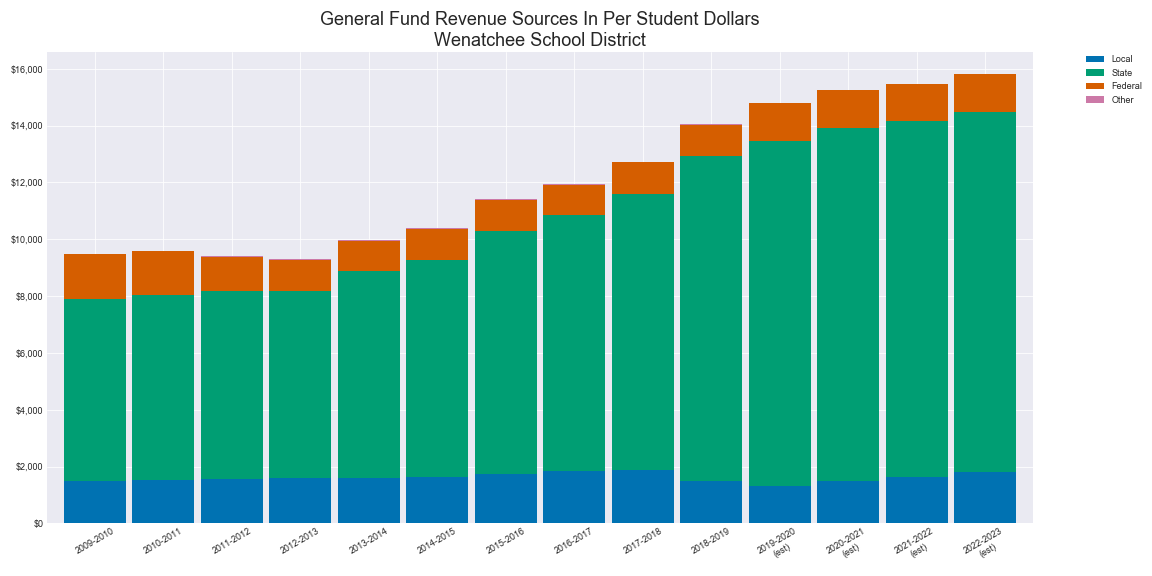 General Fund Revenue Sources In Per Student Dollars
Wenatchee School District
$16,000
$14,000
$12,000
$10,000
$8,000
$6,000
$4,000
$2,000
$0
2009-2010
2010-2011
2011-2012
2012-2013
2013-2014
2014-2015
2015-2016
2016-2017
2017-2018
2018-2019
2019-2020
(est)
2020-2021
(est)
2021-2022
(est)
2022-2023
(est)
Local
State
Federal
Other